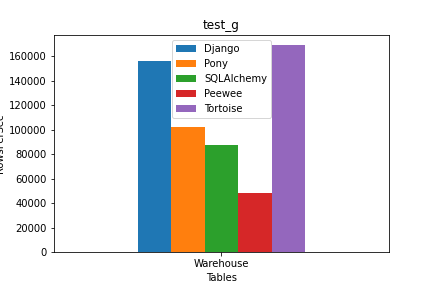 test_g
160000
140000
120000
100000
80000
60000
40000
20000
0
Django
Pony
SQLAlchemy
Peewee
Tortoise
Warehouse
Tables